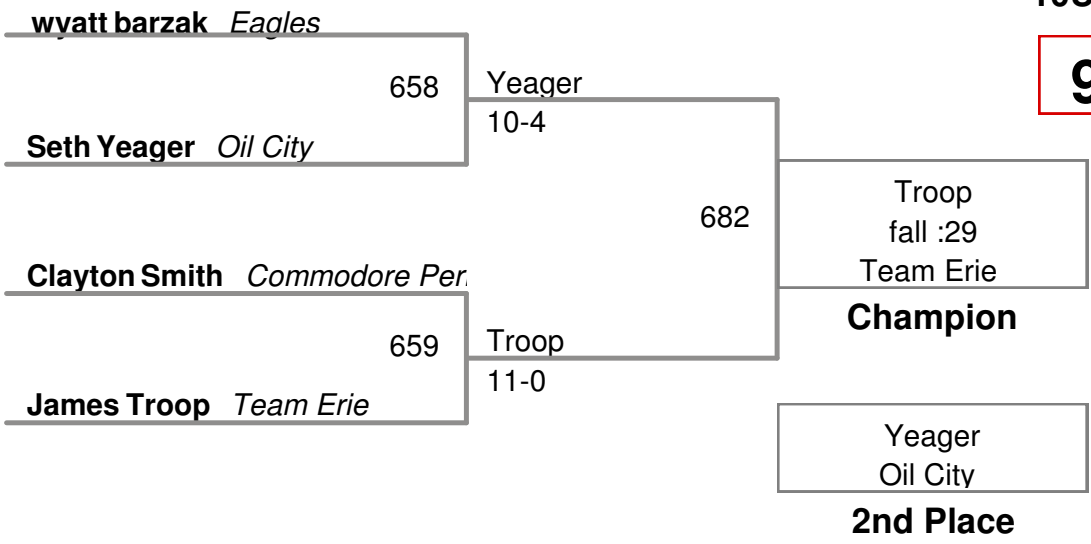 wyatt barzak Eagles
658
Yeager
10-4
Seth Yeager Oil City
682
Troop
fall :29
Team Erie
Champion
Clayton Smith Commodore
659
Troop
11-0
James Troop Team Erie
Yeager
Oil City
2nd Place